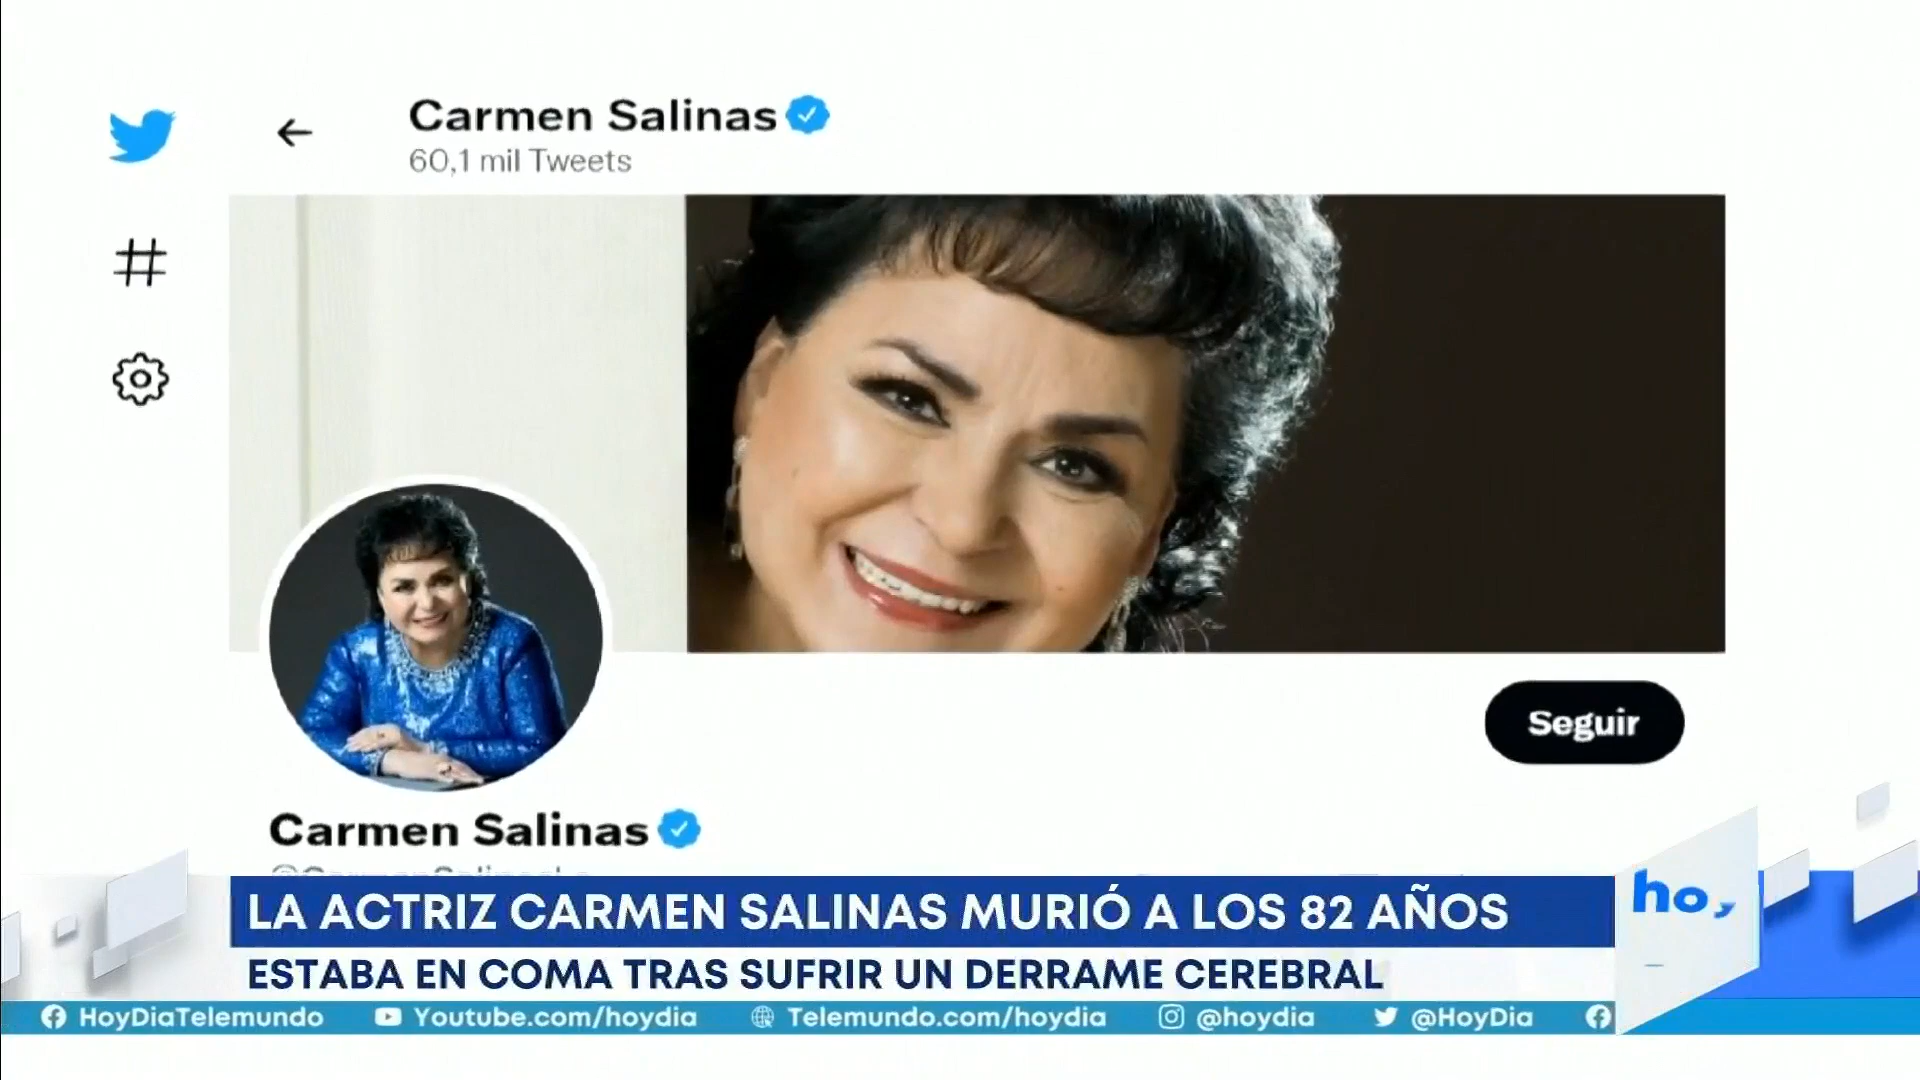 Carmen Salinas
60,1 mil Tweets
Seguir
Carmen Salinas
LA ACTRIZ CARMEN SALINAS MURIÓ A LOS 82 AÑOS
ho,
ESTABA EN COMA TRAS SUFRIR UN DERRAME CEREBRAL
HoyDiaTelemundo Youtube.com/hoydia Telemundo.com/hoydia @hoydia @HoyDia